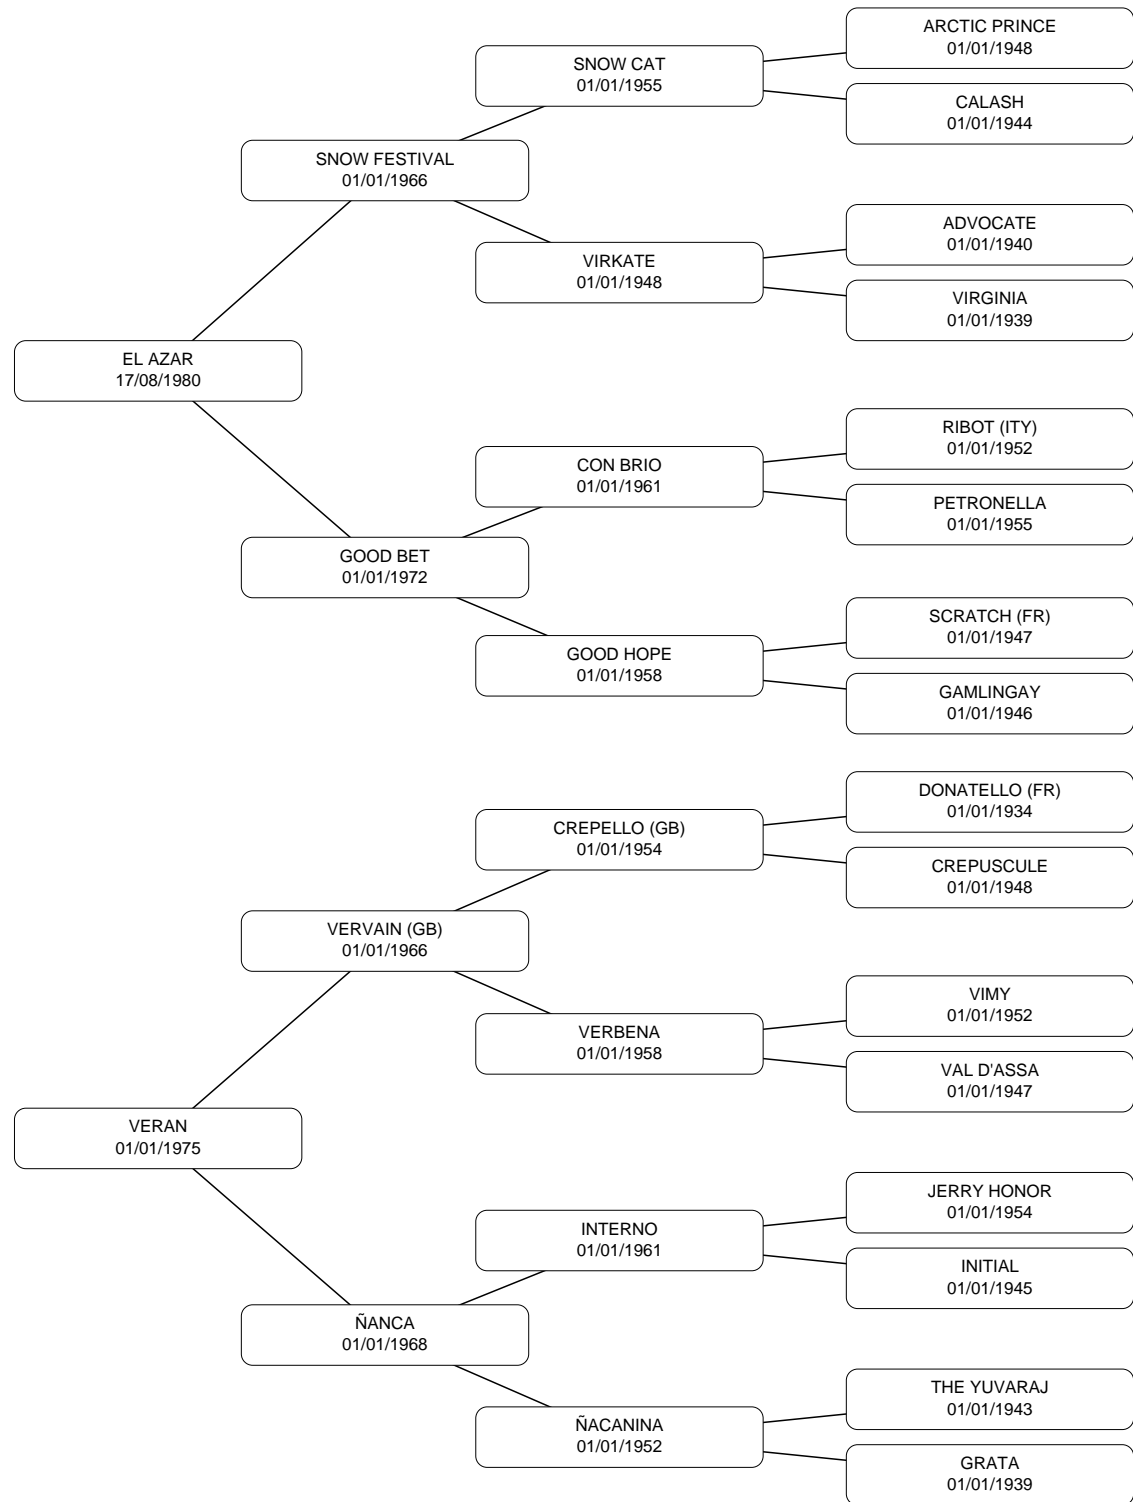 ARCTIC PRINCE
01/01/1948
SNOW CAT
01/01/1955
CALASH
01/01/1944
SNOW FESTIVAL
01/01/1966
ADVOCATE
01/01/1940
VIRKATE
01/01/1948
VIRGINIA
01/01/1939
EL AZAR
17/08/1980
RIBOT (ITY)
01/01/1952
CON BRIO
01/01/1961
PETRONELLA
01/01/1955
GOOD BET
01/01/1972
SCRATCH (FR)
01/01/1947
GOOD HOPE
01/01/1958
GAMLINGAY
01/01/1946
DONATELLO (FR)
01/01/1934
CREPELLO (GB)
01/01/1954
CREPUSCULE
01/01/1948
VERVAIN (GB)
01/01/1966
VIMY
01/01/1952
VERBENA
01/01/1958
VAL D'ASSA
01/01/1947
VERAN
01/01/1975
JERRY HONOR
01/01/1954
INTERNO
01/01/1961
INITIAL
01/01/1945
ÑANCA
01/01/1968
THE YUVARAJ
01/01/1943
ÑACANINA
01/01/1952
GRATA
01/01/1939